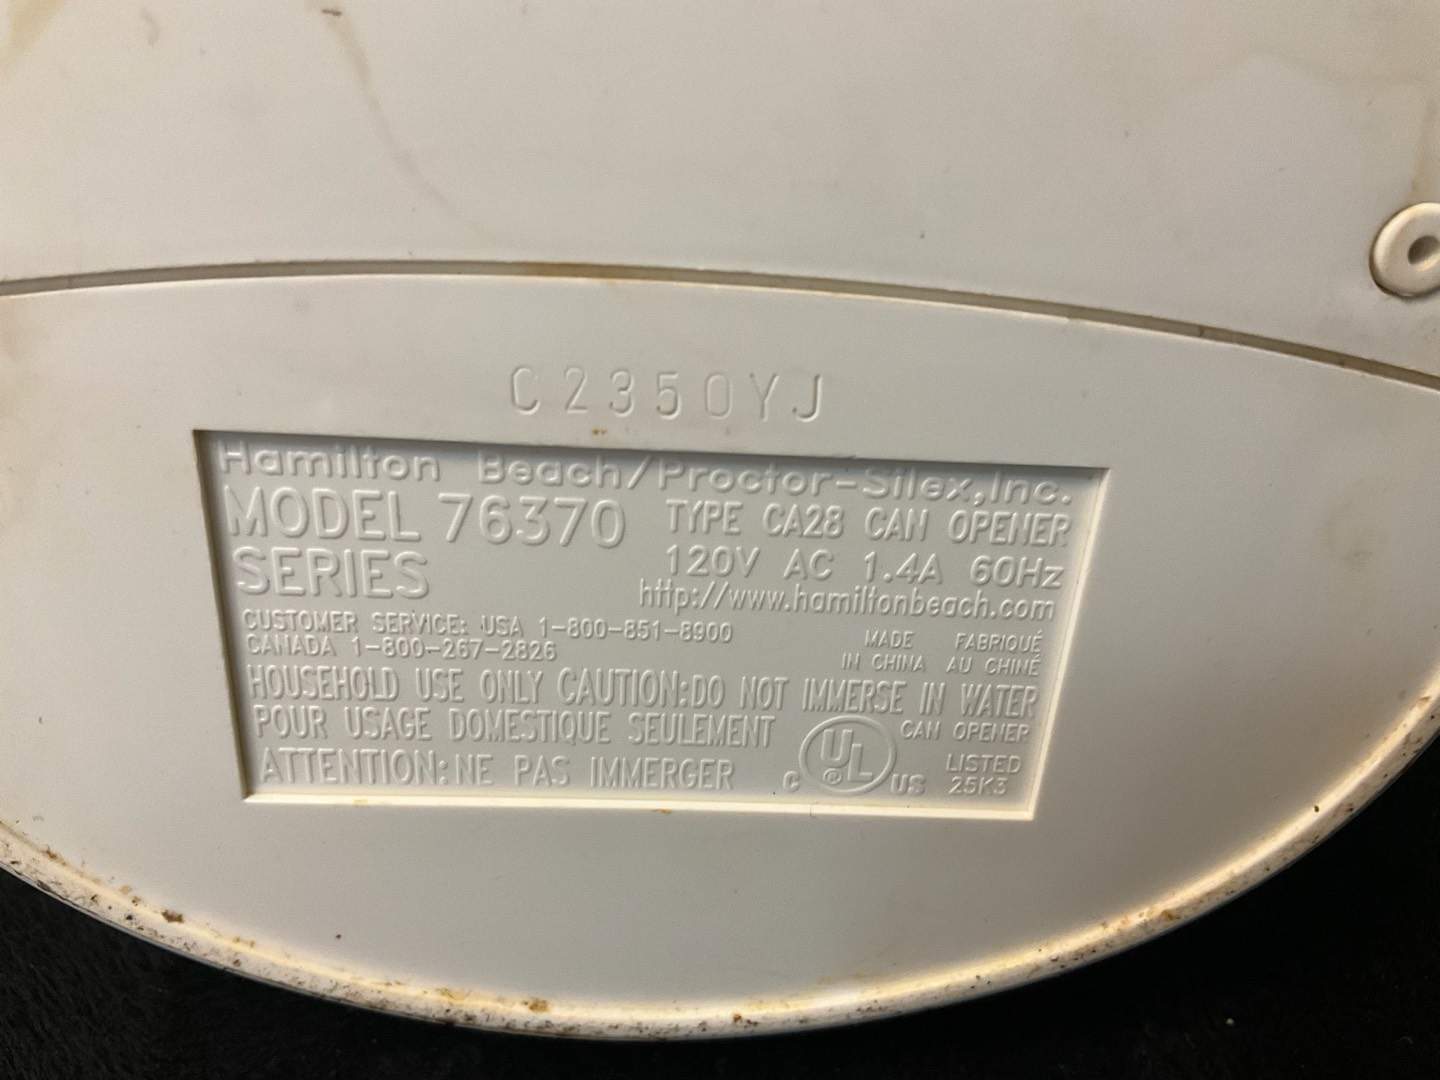 C2350YJ
Hamilton Beach/Proctor-Silex, Inc.
MODEL 76370 TYPE CA28 CAN OPENER
SERIES 120V AC 1.4A 60Hz
http://www.hamiltonbeach.com
CUSTOMER SERVICE: USA 1-800-851-8900
CANADA 1-800-267-2826
MADE FABRIQUÉ
IN CHINA AU CHINE
HOUSEHOLD USE ONLY CAUTION:DO NOT IMMERSE IN WATER
POUR USAGE DOMESTIQUE SEULEMENT
ATTENTION: NE PAS IMMERGER
C UL ® US
CAN OPENER
LISTED
25K3